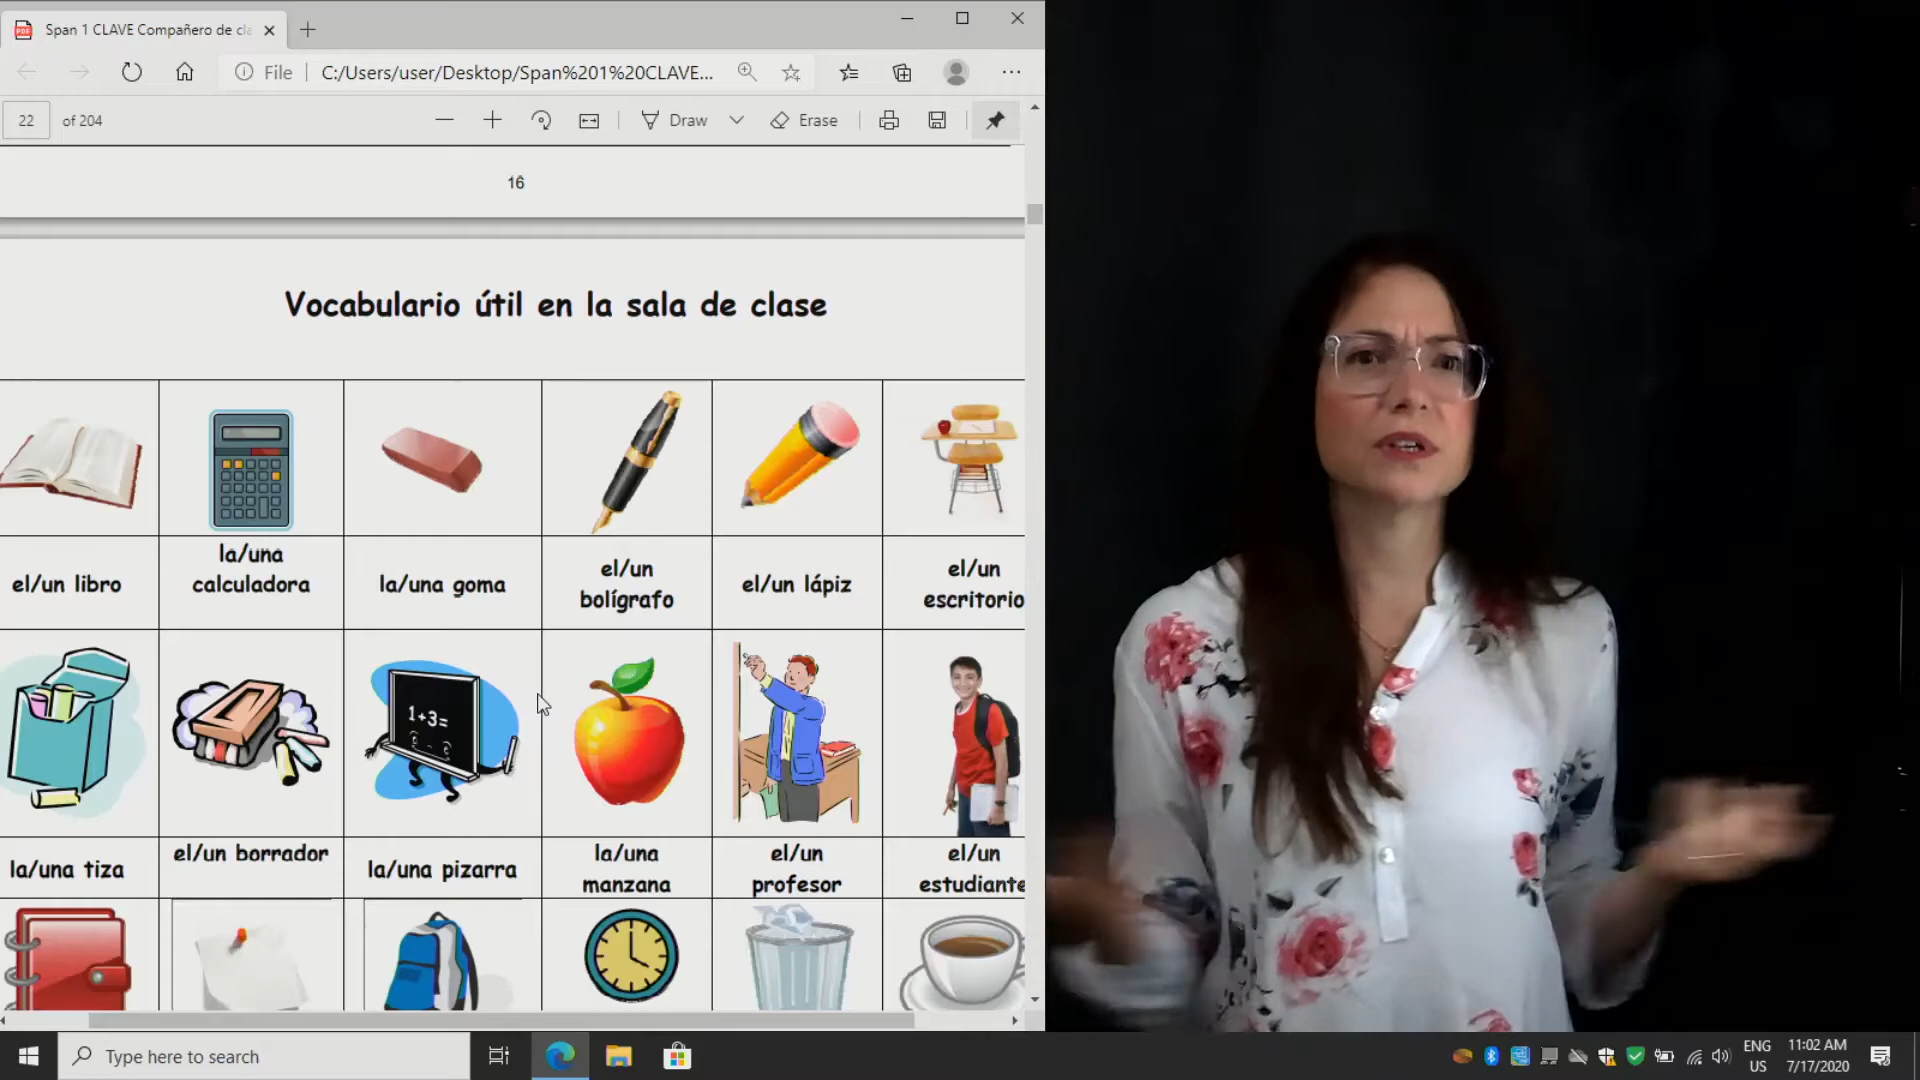 Span 1 CLAVE Compañero de cla
File
C:/Users/user/Desktop/Span%201%20CLAVE...
22 of 204
Draw
Erase
16
Vocabulario útil en la sala de clase
el/un libro
la/una calculadora
la/una goma
el/un bolígrafo
el/un lápiz
el/un escritorio
1+3=
la/una tiza
el/un borrador
la/una pizarra
la/una manzana
el/un profesor
el/un estudiante
Type here to search
ENG US
11:02 AM
7/17/2020